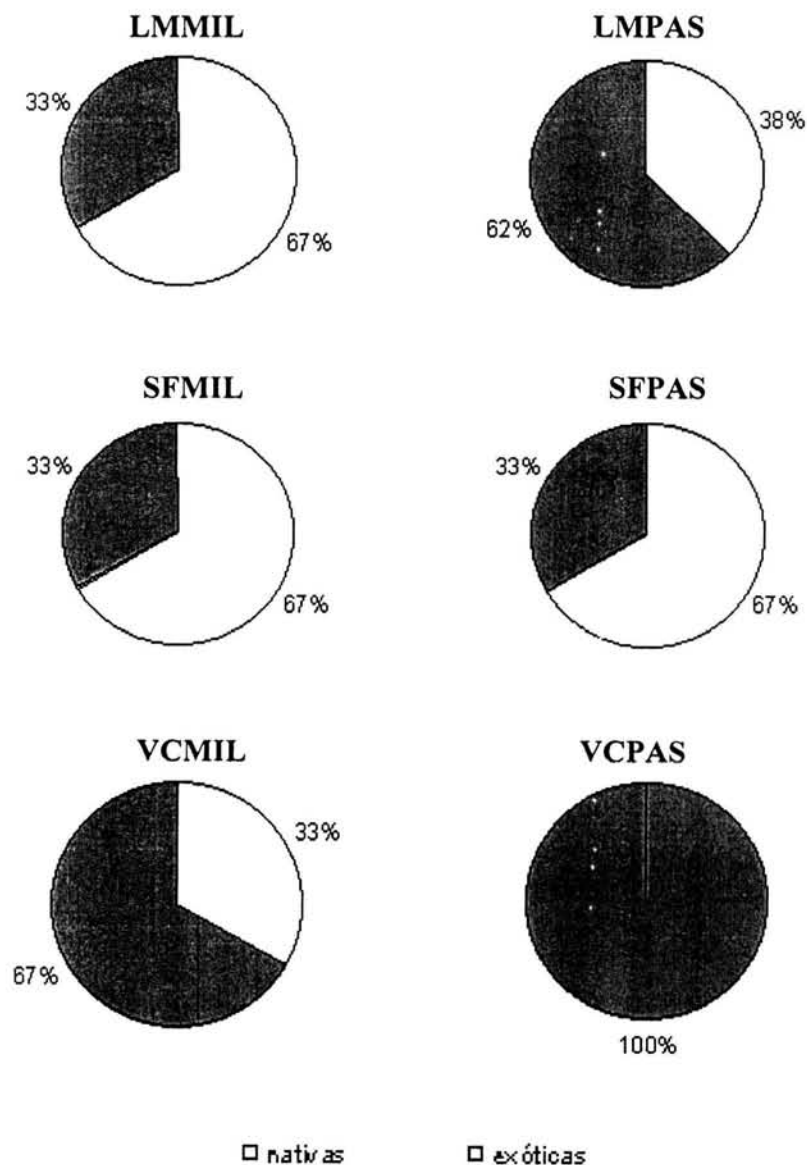 LMMIL
LMPAS
33%
67%
38%
62%
SFMIL
SFPAS
33%
67%
33%
67%
VCMIL
VCPAS
33%
67%
100%
nativas
exóticas